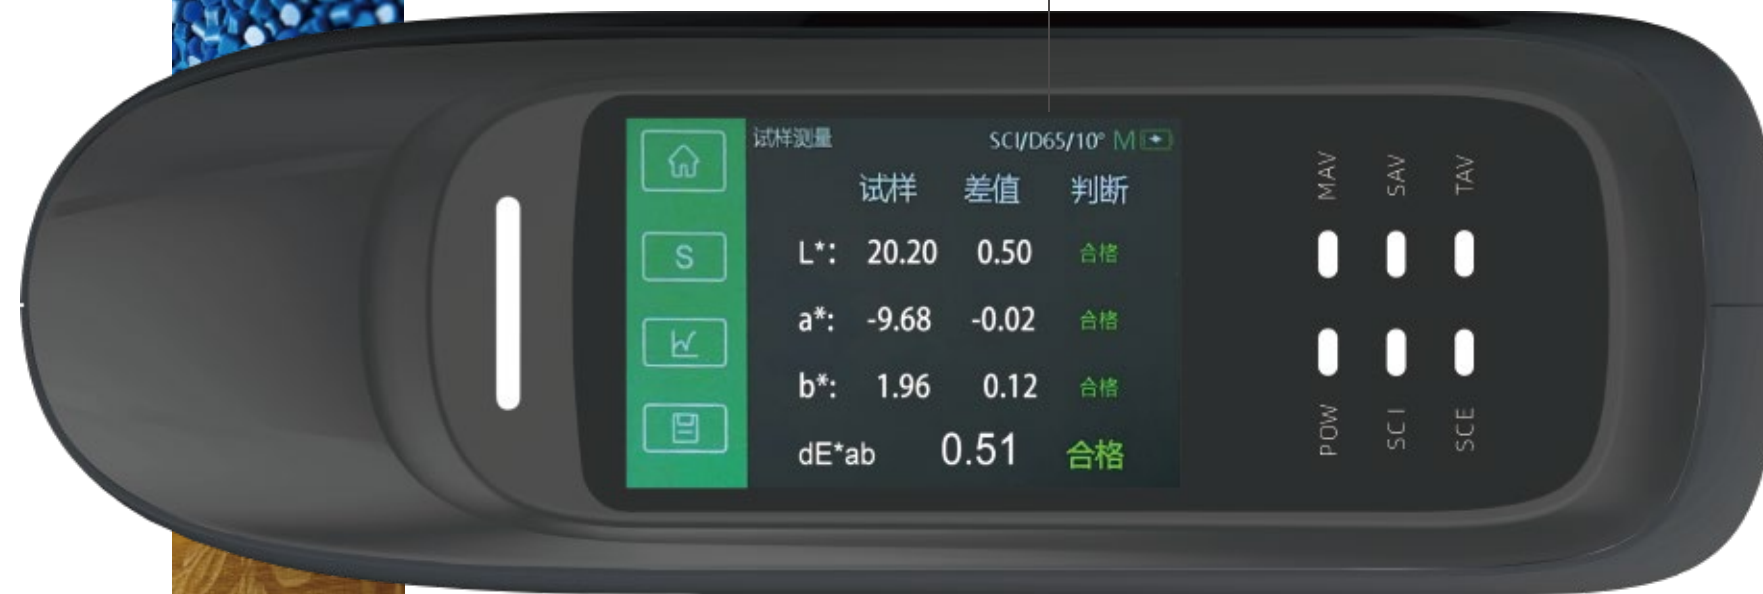 试样测量 SCI/D65/10° M
试样 差值 判断
S
L*: 20.20 0.50 合格
a*: -9.68 -0.02 合格
b*: 1.96 0.12 合格
dE*ab 0.51 合格
MAV SAV TAV
POW SCI SCE